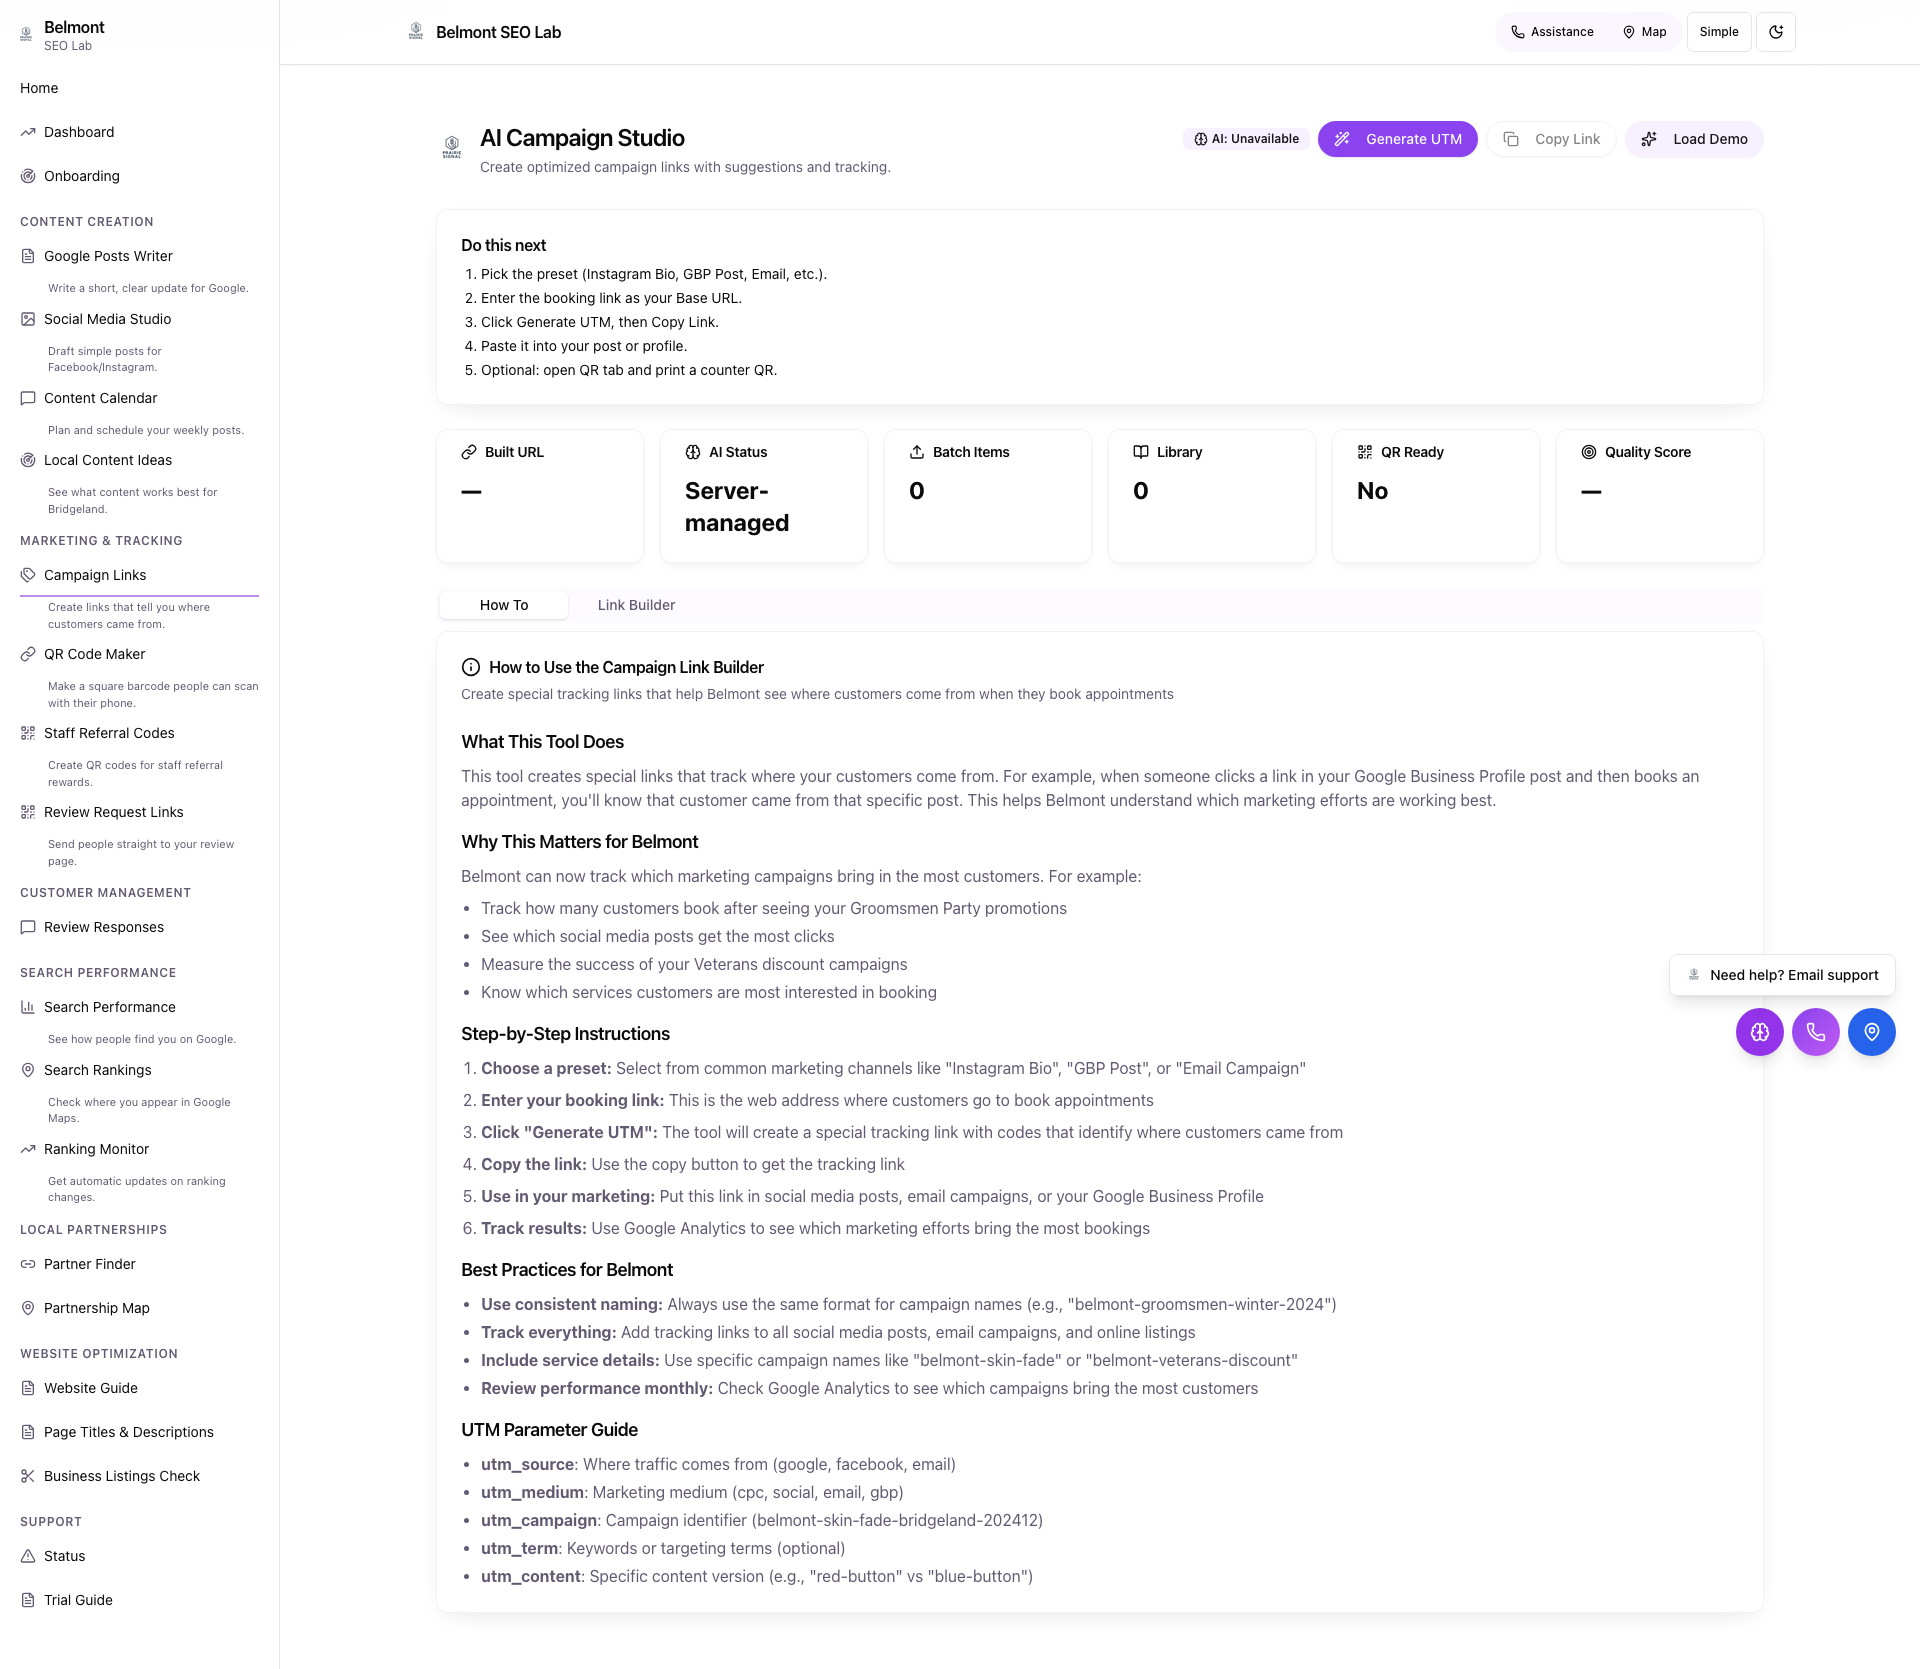 Belmont
SEO Lab
Home
Dashboard
Onboarding
CONTENT CREATION
Google Posts Writer
Write a short, clear update for Google.
Social Media Studio
Draft simple posts for
Facebook/Instagram.
Content Calendar
Plan and schedule your weekly posts.
Local Content Ideas
See what content works best for
Bridgeland.
MARKETING & TRACKING
Campaign Links
Create links that tell you where
customers came from.
QR Code Maker
Make a square barcode people can scan
with their phone.
Staff Referral Codes
Create QR codes for staff referral
rewards.
Review Request Links
Send people straight to your review
page.
CUSTOMER MANAGEMENT
Review Responses
SEARCH PERFORMANCE
Search Performance
See how people find you on Google.
Search Rankings
Check where you appear in Google
Maps.
Ranking Monitor
Get automatic updates on ranking
changes.
LOCAL PARTNERSHIPS
Partner Finder
Partnership Map
WEBSITE OPTIMIZATION
Website Guide
Page Titles & Descriptions
Business Listings Check
SUPPORT
Status
Trial Guide
Belmont SEO Lab
Assistance
Map
Simple
PRAIRIE
SIGNAL
AI Campaign Studio
Create optimized campaign links with suggestions and tracking.
AI: Unavailable
Generate UTM
Copy Link
Load Demo
Do this next
1. Pick the preset (Instagram Bio, GBP Post, Email, etc.).
2. Enter the booking link as your Base URL.
3. Click Generate UTM, then Copy Link.
4. Paste it into your post or profile.
5. Optional: open QR tab and print a counter QR.
Built URL
—
AI Status
Server-
managed
Batch Items
0
Library
0
QR Ready
No
Quality Score
—
How To
Link Builder
How to Use the Campaign Link Builder
Create special tracking links that help Belmont see where customers come from when they book appointments
What This Tool Does
This tool creates special links that track where your customers come from. For example, when someone clicks a link in your Google Business Profile post and then books an
appointment, you'll know that customer came from that specific post. This helps Belmont understand which marketing efforts are working best.
Why This Matters for Belmont
Belmont can now track which marketing campaigns bring in the most customers. For example:
• Track how many customers book after seeing your Groomsmen Party promotions
• See which social media posts get the most clicks
• Measure the success of your Veterans discount campaigns
• Know which services customers are most interested in booking
Step-by-Step Instructions
1. Choose a preset: Select from common marketing channels like "Instagram Bio", "GBP Post", or "Email Campaign"
2. Enter your booking link: This is the web address where customers go to book appointments
3. Click "Generate UTM": The tool will create a special tracking link with codes that identify where customers came from
4. Copy the link: Use the copy button to get the tracking link
5. Use in your marketing: Put this link in social media posts, email campaigns, or your Google Business Profile
6. Track results: Use Google Analytics to see which marketing efforts bring the most bookings
Best Practices for Belmont
• Use consistent naming: Always use the same format for campaign names (e.g., "belmont-groomsmen-winter-2024")
• Track everything: Add tracking links to all social media posts, email campaigns, and online listings
• Include service details: Use specific campaign names like "belmont-skin-fade" or "belmont-veterans-discount"
• Review performance monthly: Check Google Analytics to see which campaigns bring the most customers
UTM Parameter Guide
• utm_source: Where traffic comes from (google, facebook, email)
• utm_medium: Marketing medium (cpc, social, email, gbp)
• utm_campaign: Campaign identifier (belmont-skin-fade-bridgeland-202412)
• utm_term: Keywords or targeting terms (optional)
• utm_content: Specific content version (e.g., "red-button" vs "blue-button")
Need help? Email support